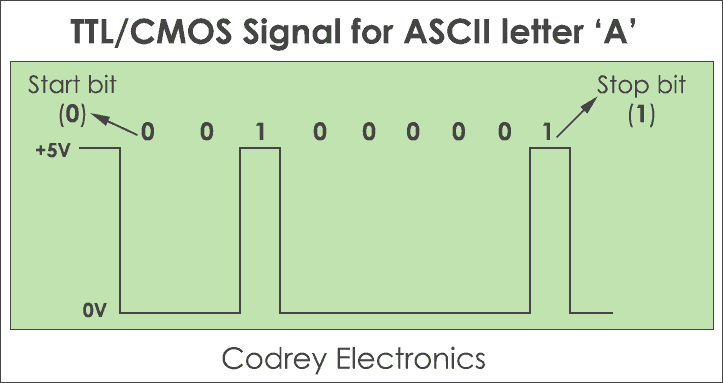 TTL/CMOS Signal for ASCII letter ‘A’
Start bit
(0)
Stop bit
(1)
0 0 1 0 0 0 0 0 1
+5V
0V
Codrey Electronics